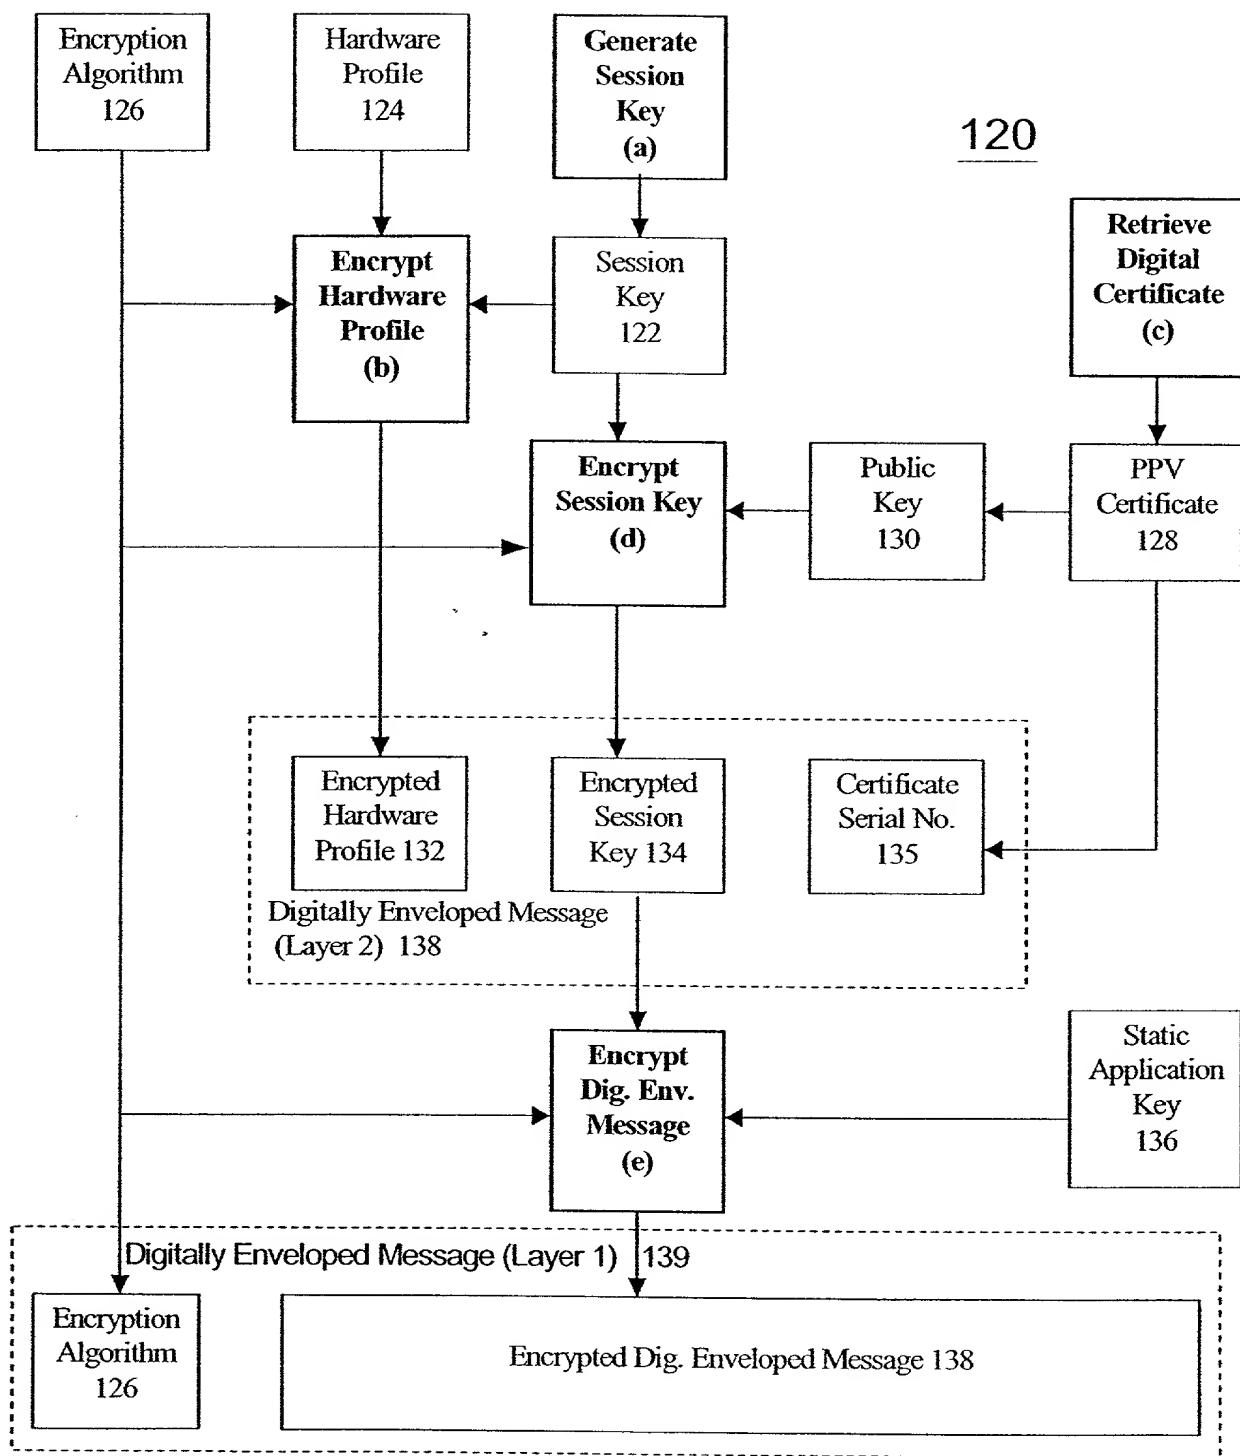 Encryption
Algorithm
126
Hardware
Profile
124
Generate
Session
Key
(a)
120
Retrieve
Digital
Certificate
(c)
Encrypt
Hardware
Profile
(b)
Session
Key
122
Encrypt
Session Key
(d)
Public
Key
130
PPV
Certificate
128
Encrypted
Hardware
Profile 132
Encrypted
Session
Key 134
Certificate
Serial No.
135
Digitally Enveloped Message
(Layer 2) 138
Encrypt
Dig. Env.
Message
(e)
Static
Application
Key
136
Digitally Enveloped Message (Layer 1) 139
Encryption
Algorithm
126
Encrypted Dig. Enveloped Message 138